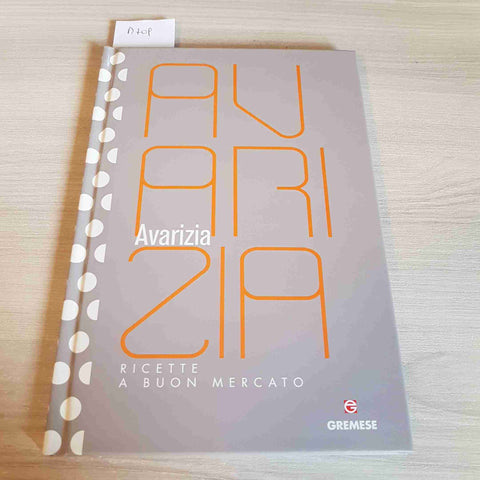 AV
ARI
Avarizia
ZIA
RICETTE
A BUON MERCATO
GREMESE